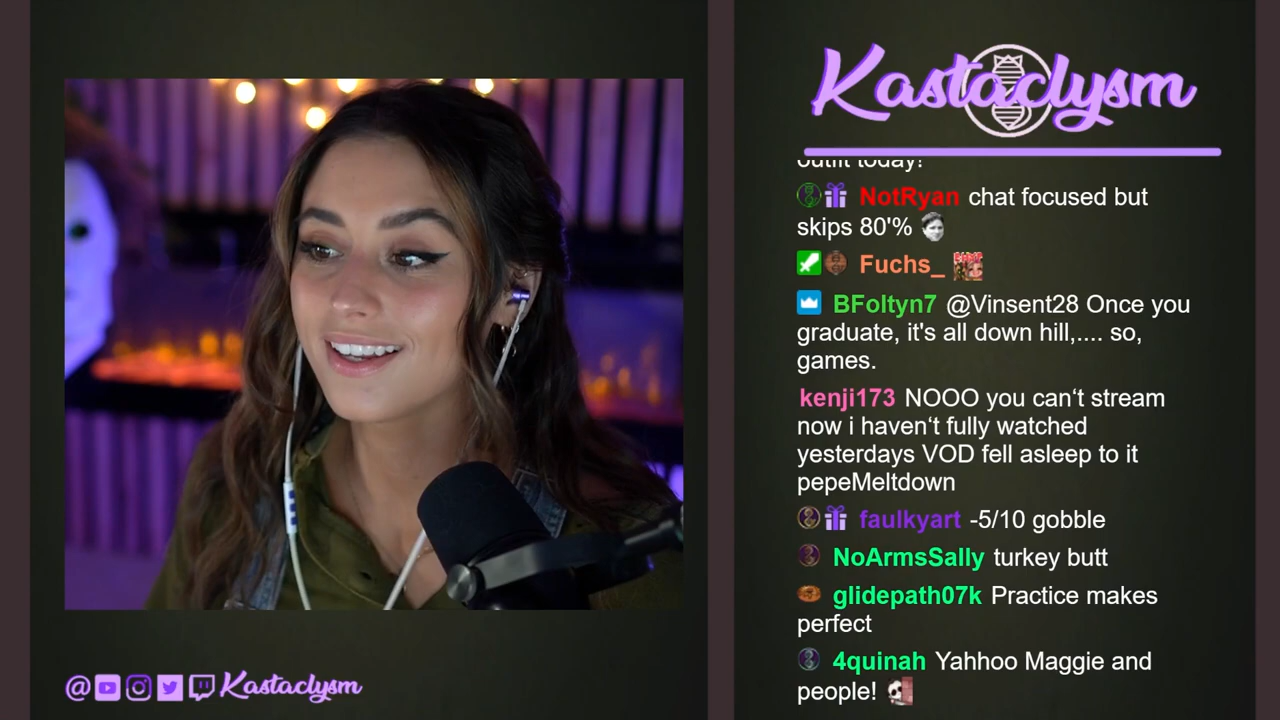 Kastaclysm
outfit today!
NotRyan chat focused but
skips 80'%
Fuchs_
BFoltyn7 @Vinsent28 Once you
graduate, it's all down hill,.... so,
games.
kenji173 NOOO you can‘t stream
now i haven‘t fully watched
yesterdays VOD fell asleep to it
pepeMeltdown
faulkyart -5/10 gobble
NoArmsSally turkey butt
glidepath07k Practice makes
perfect
4quinah Yahhoo Maggie and
people!
@ Kastaclysm